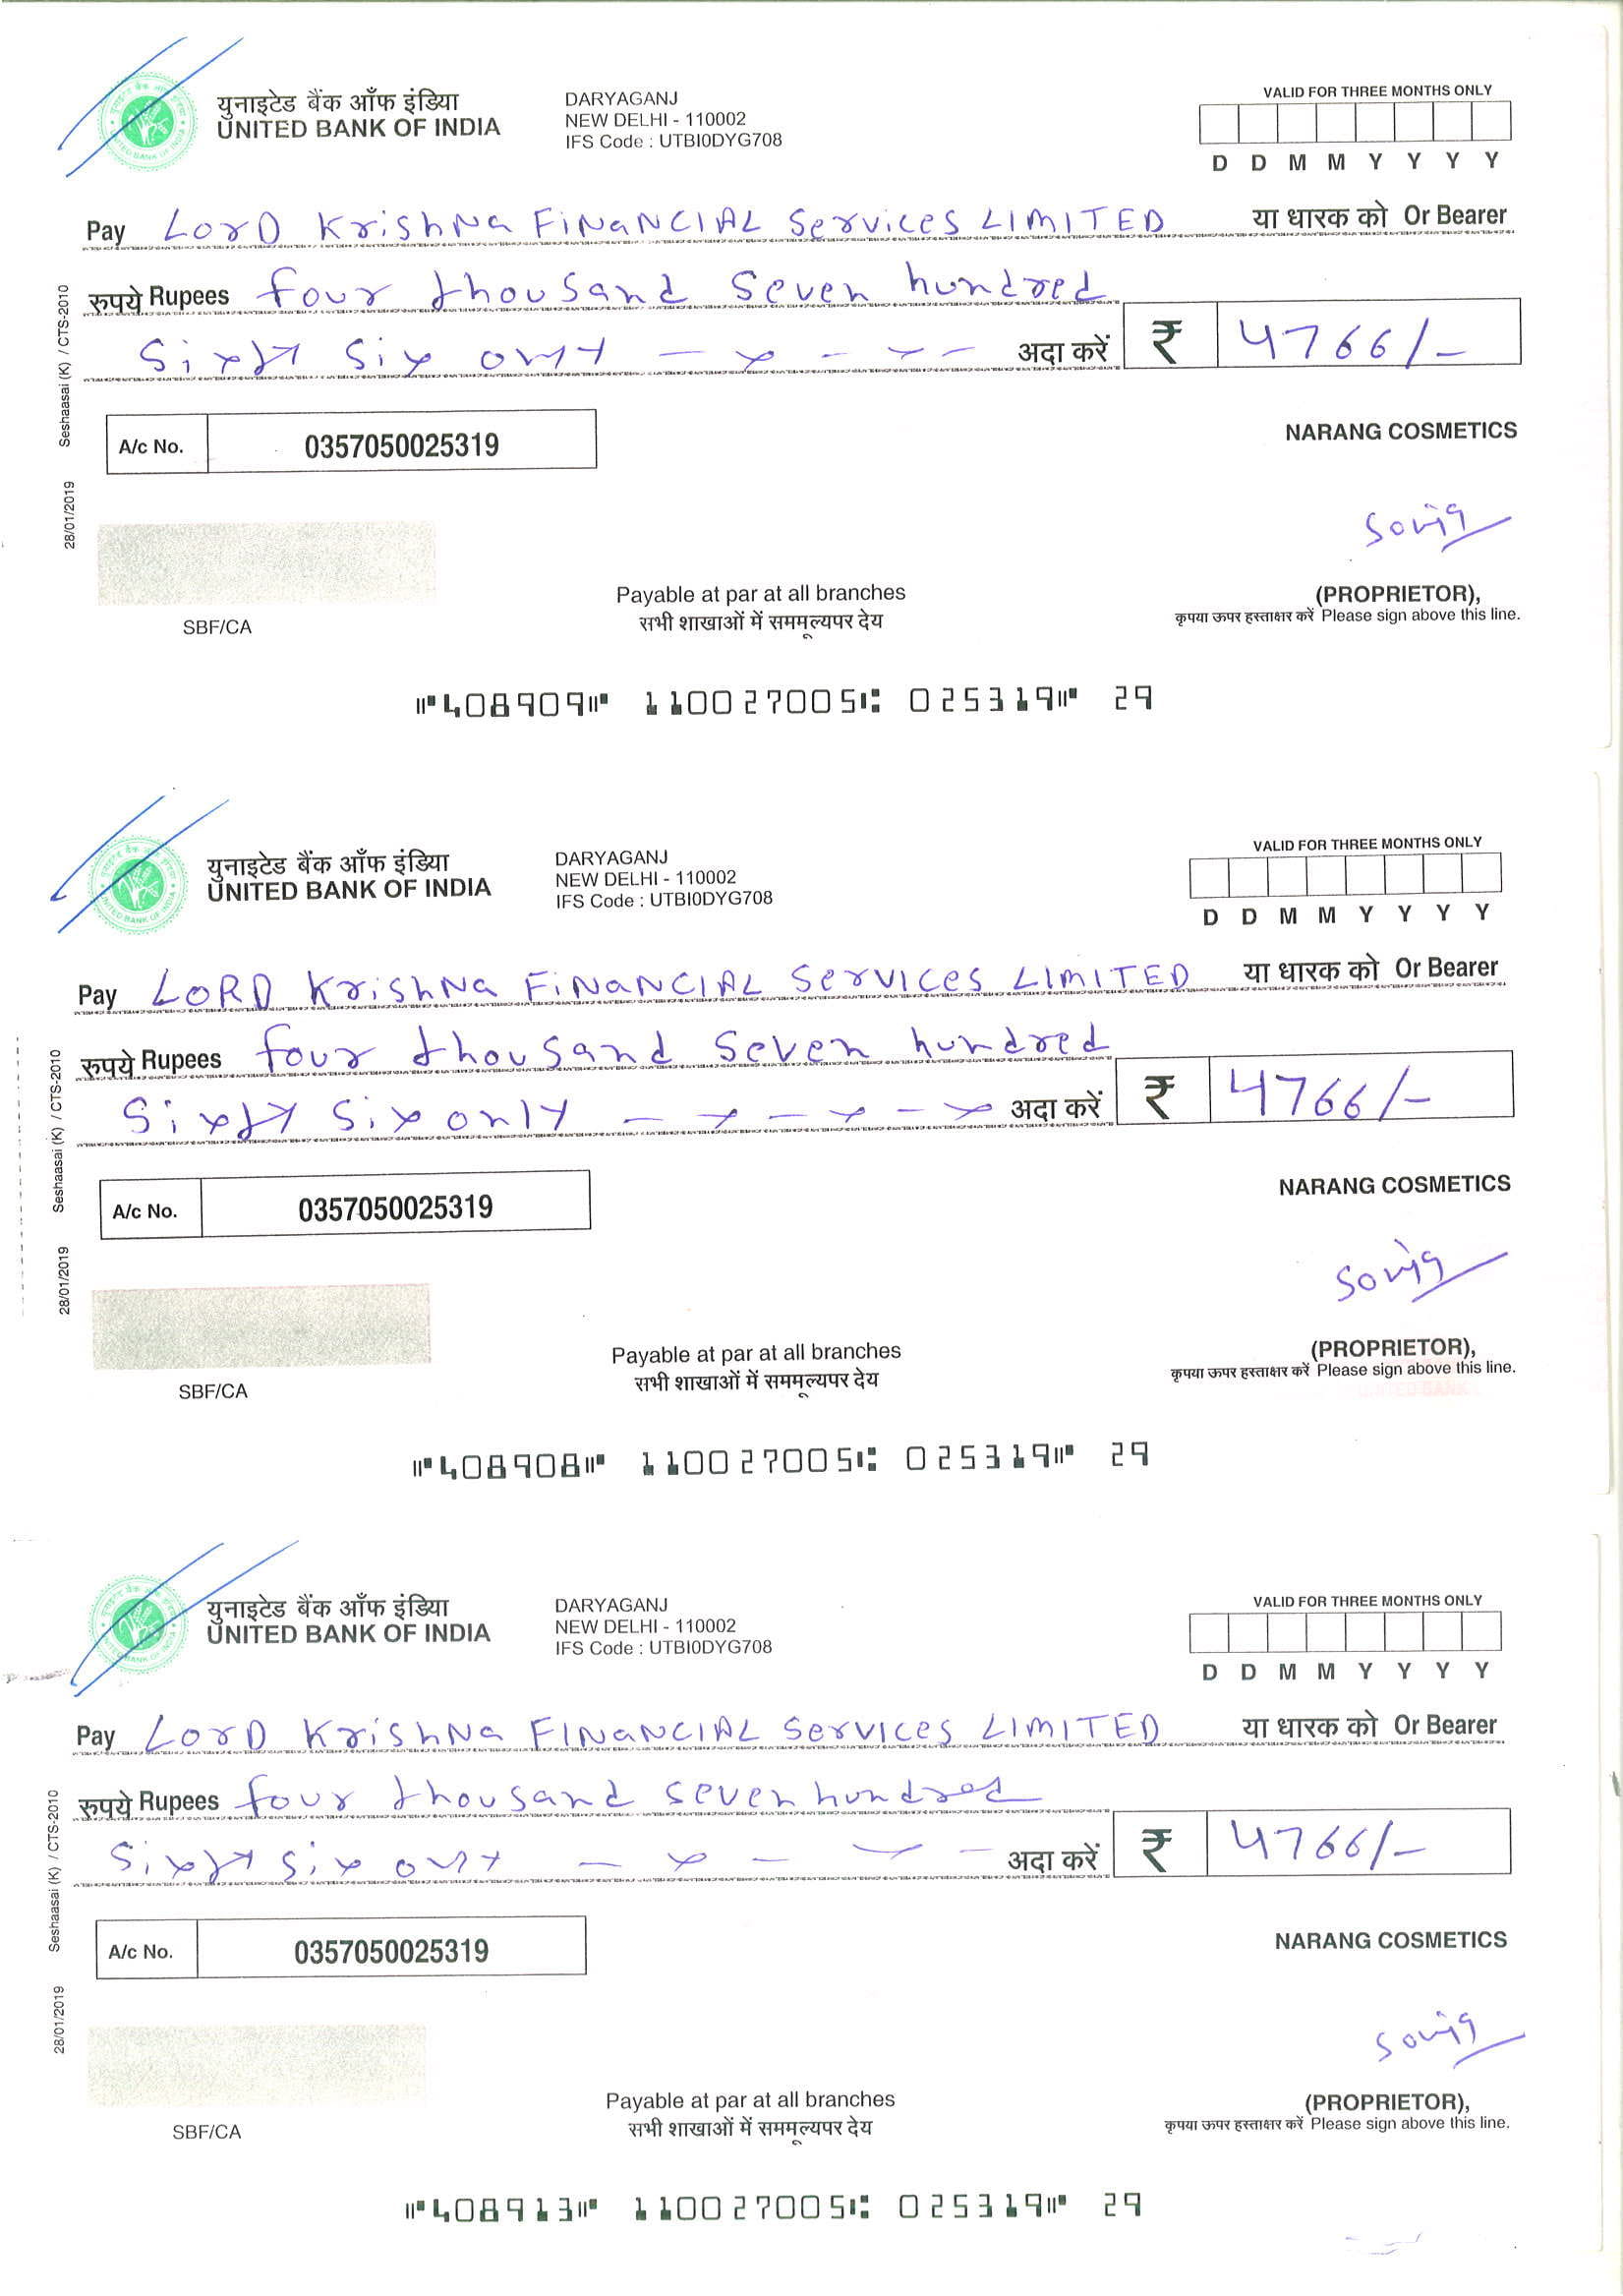 युनाइटेड बैंक ऑफ इंडिया
UNITED BANK OF INDIA
DARYAGANJ
NEW DELHI - 110002
IFS Code : UTBI0DYG708
VALID FOR THREE MONTHS ONLY
D D M M Y Y Y Y
Pay LorD KrishNa FiNaNCIAL ServiceS LIMITED या धारक को Or Bearer
रुपये Rupees four thousand Seven hundred
Sixty Six only अदा करें ₹ 4766/-
A/c No. 0357050025319
NARANG COSMETICS
Seshaasai (K) / CTS-2010
28/01/2019
SBF/CA
Payable at par at all branches
सभी शाखाओं में सममूल्यपर देय
(PROPRIETOR),
कृपया ऊपर हस्ताक्षर करें Please sign above this line.
⑈408909⑈ 110027005⑆ 025319⑈ 29
युनाइटेड बैंक ऑफ इंडिया
UNITED BANK OF INDIA
DARYAGANJ
NEW DELHI - 110002
IFS Code : UTBI0DYG708
VALID FOR THREE MONTHS ONLY
D D M M Y Y Y Y
Pay LORD KrishNa FiNaNCIAL ServICeS LIMITED या धारक को Or Bearer
रुपये Rupees four thousand Seven hundred
Sixty Six only अदा करें ₹ 4766/-
A/c No. 0357050025319
NARANG COSMETICS
Seshaasai (K) / CTS-2010
28/01/2019
SBF/CA
Payable at par at all branches
सभी शाखाओं में सममूल्यपर देय
(PROPRIETOR),
कृपया ऊपर हस्ताक्षर करें Please sign above this line.
⑈408908⑈ 110027005⑆ 025319⑈ 29
युनाइटेड बैंक ऑफ इंडिया
UNITED BANK OF INDIA
DARYAGANJ
NEW DELHI - 110002
IFS Code : UTBI0DYG708
VALID FOR THREE MONTHS ONLY
D D M M Y Y Y Y
Pay LorD KrishNa FINaNCIAL ServICeS LIMITED या धारक को Or Bearer
रुपये Rupees four thousand Seven hundred
Sixty Six only अदा करें ₹ 4766/-
A/c No. 0357050025319
NARANG COSMETICS
Seshaasai (K) / CTS-2010
28/01/2019
SBF/CA
Payable at par at all branches
सभी शाखाओं में सममूल्यपर देय
(PROPRIETOR),
कृपया ऊपर हस्ताक्षर करें Please sign above this line.
⑈408913⑈ 110027005⑆ 025319⑈ 29